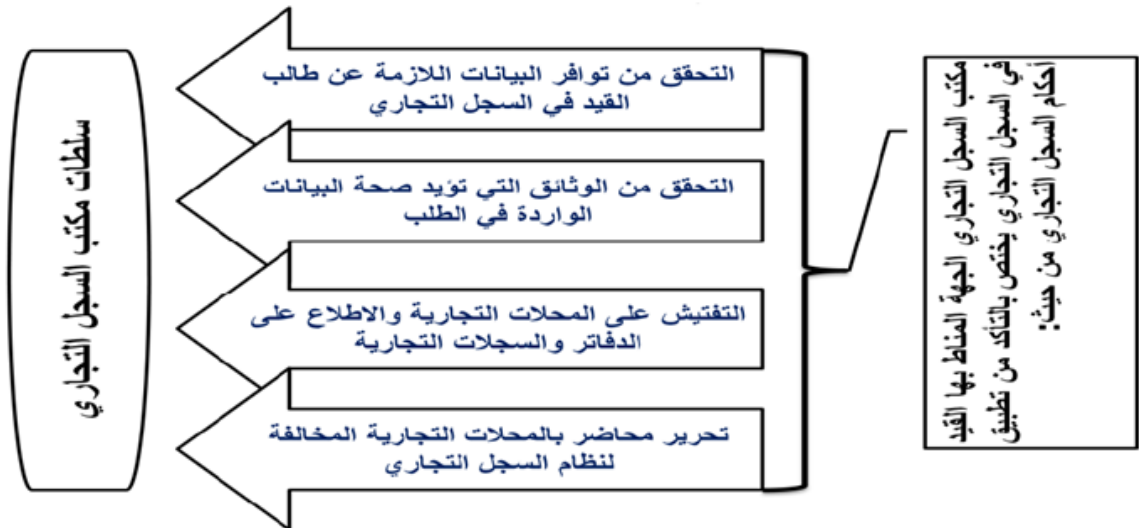 مكتب السجل التجاري الجهة المناط بها القيد
في السجل التجاري يختص بالتأكد من تطبيق
أحكام السجل التجاري من حيث:
التحقق من توافر البيانات اللازمة عن طالب
القيد في السجل التجاري
التحقق من الوثائق التي تؤيد صحة البيانات
الواردة في الطلب
التفتيش على المحلات التجارية والاطلاع على
الدفاتر والسجلات التجارية
تحرير محاضر بالمحلات التجارية المخالفة
لنظام السجل التجاري
سلطات مكتب السجل التجاري